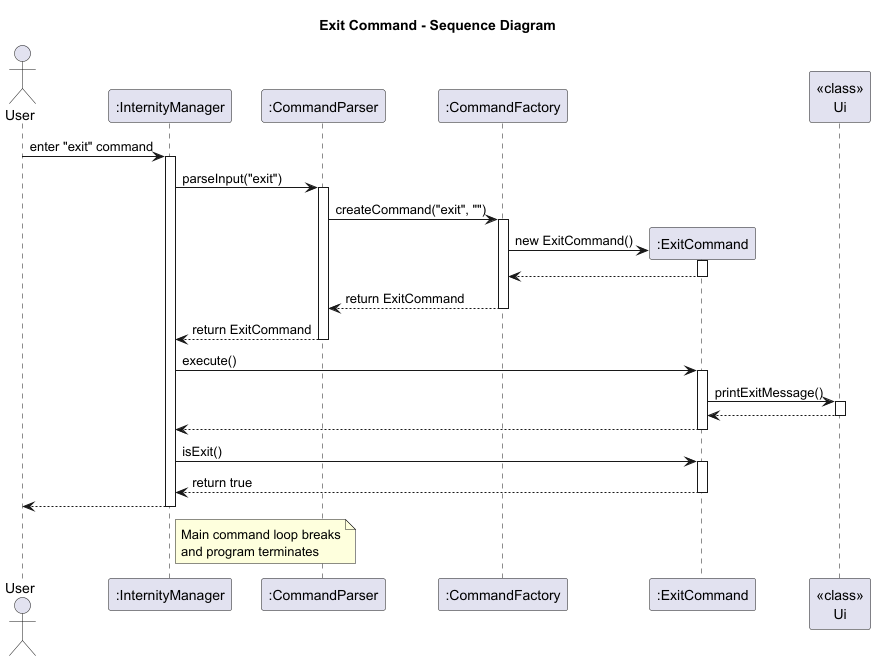 Exit Command - Sequence Diagram
User
:InternityManager
:CommandParser
:CommandFactory
«class»
Ui
enter "exit" command
parseInput("exit")
createCommand("exit", "")
new ExitCommand()
:ExitCommand
return ExitCommand
return ExitCommand
execute()
printExitMessage()
isExit()
return true
Main command loop breaks
and program terminates
User
:InternityManager
:CommandParser
:CommandFactory
:ExitCommand
«class»
Ui